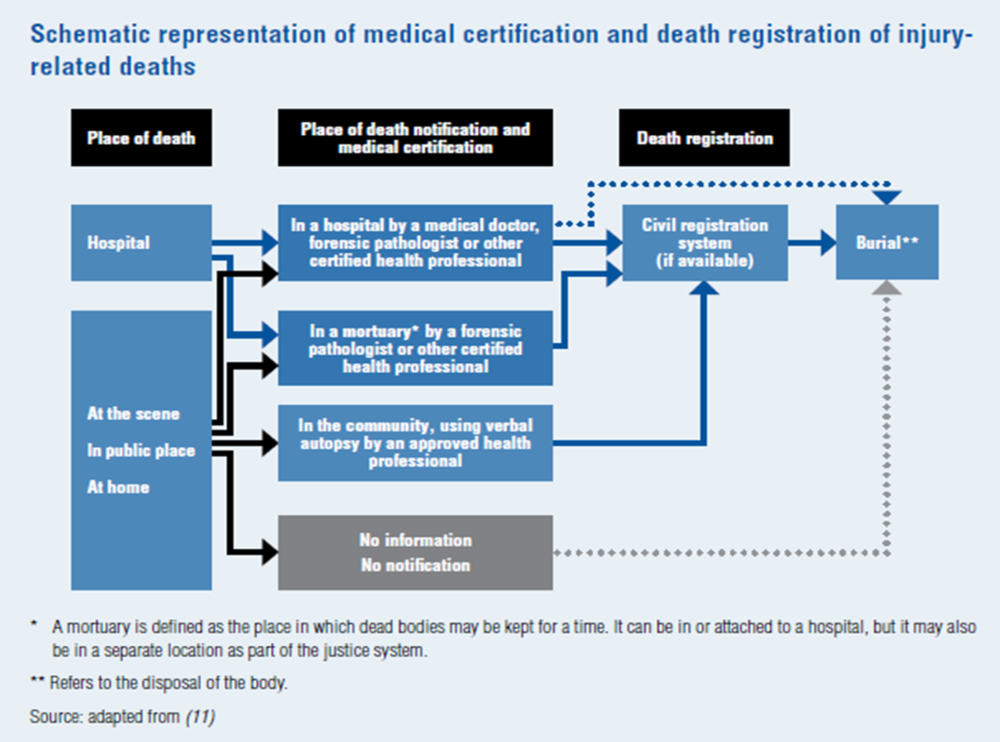 Schematic representation of medical certification and death registration of injury-
related deaths
Place of death
Place of death notification and
medical certification
Death registration
Hospital
In a hospital by a medical doctor,
forensic pathologist or other
certified health professional
Civil registration
system
(if available)
Burial**
In a mortuary* by a forensic
pathologist or other certified
health professional
At the scene
In public place
At home
In the community, using verbal
autopsy by an approved health
professional
No information
No notification
* A mortuary is defined as the place in which dead bodies may be kept for a time. It can be in or attached to a hospital, but it may also
be in a separate location as part of the justice system.
** Refers to the disposal of the body.
Source: adapted from (11)